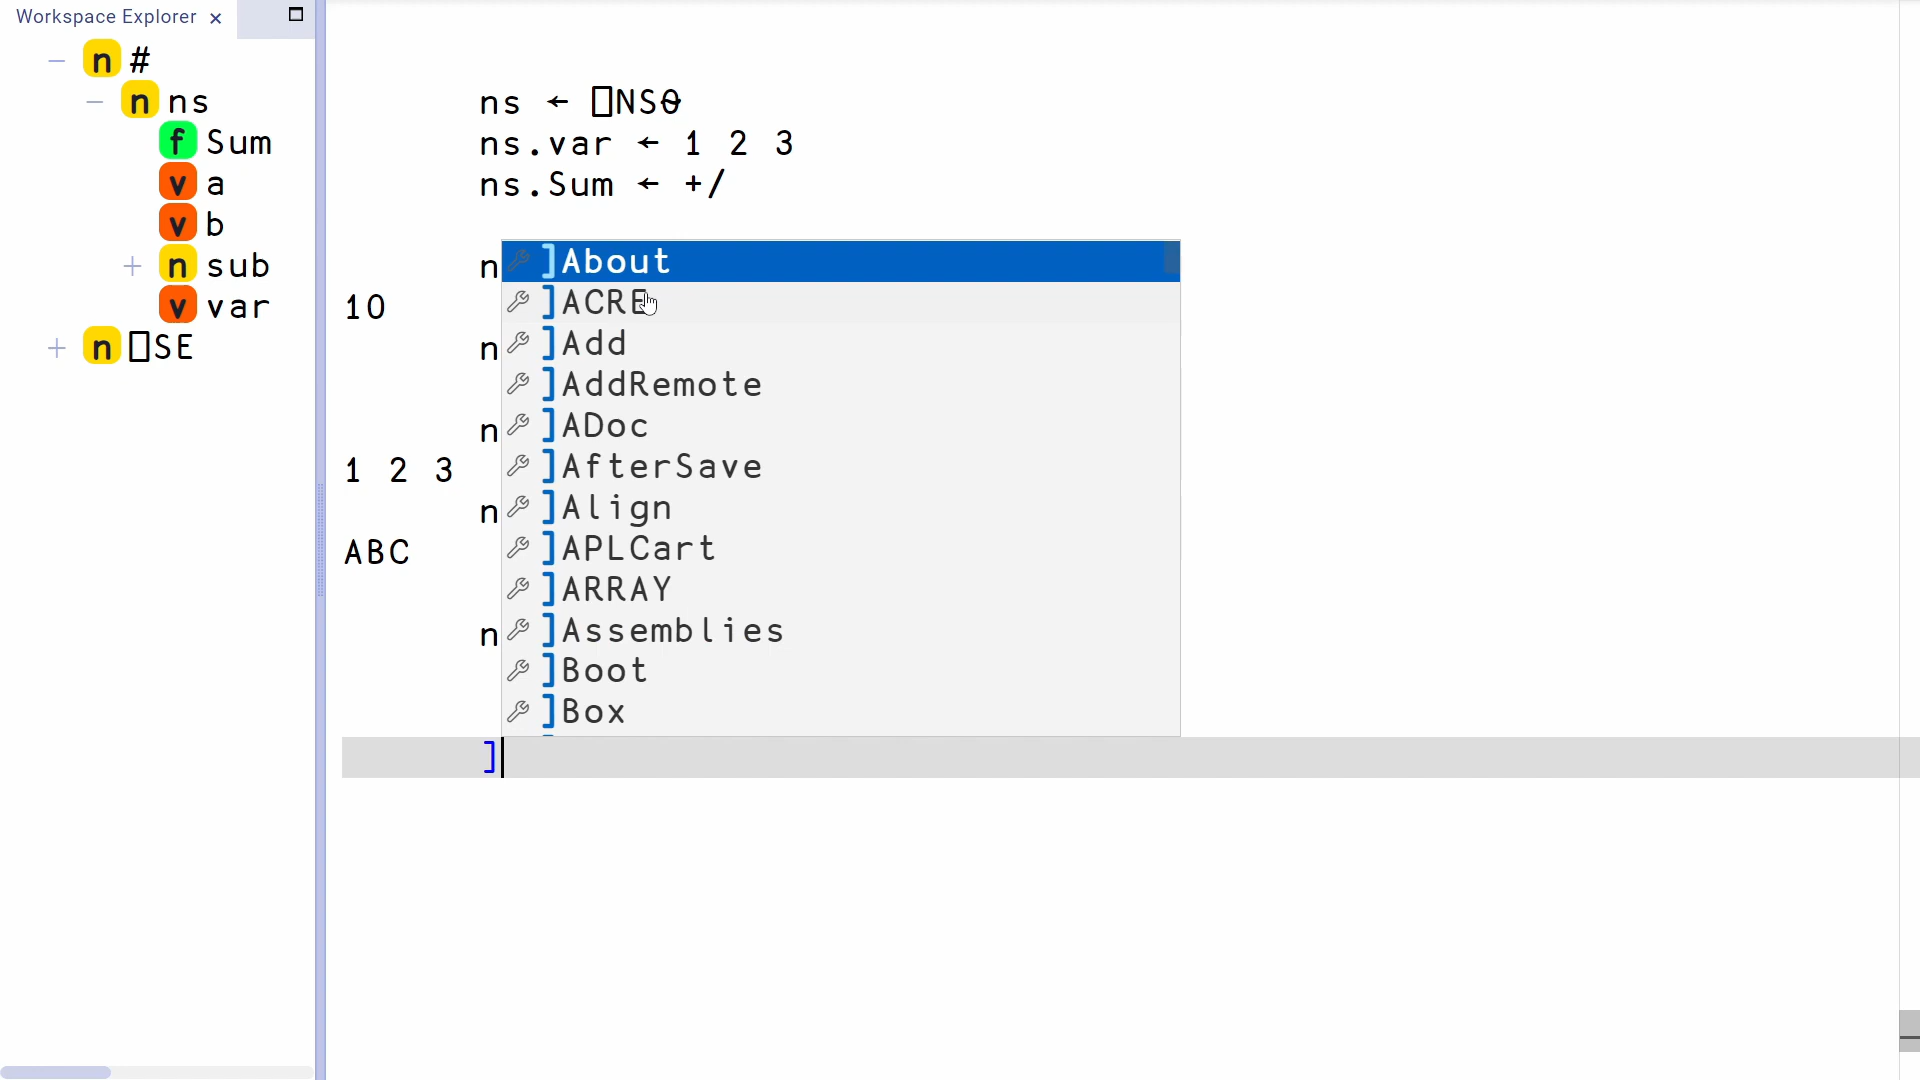 Workspace Explorer ×
n #
n ns
f Sum
v a
v b
n sub
v var
n ⎕SE
ns ← ⎕NS⍬
ns.var ← 1 2 3
ns.Sum ← +/
n
10
n
n
1 2 3
n
ABC
n
]About
]ACRE
]Add
]AddRemote
]ADoc
]AfterSave
]Align
]APLCart
]ARRAY
]Assemblies
]Boot
]Box
]